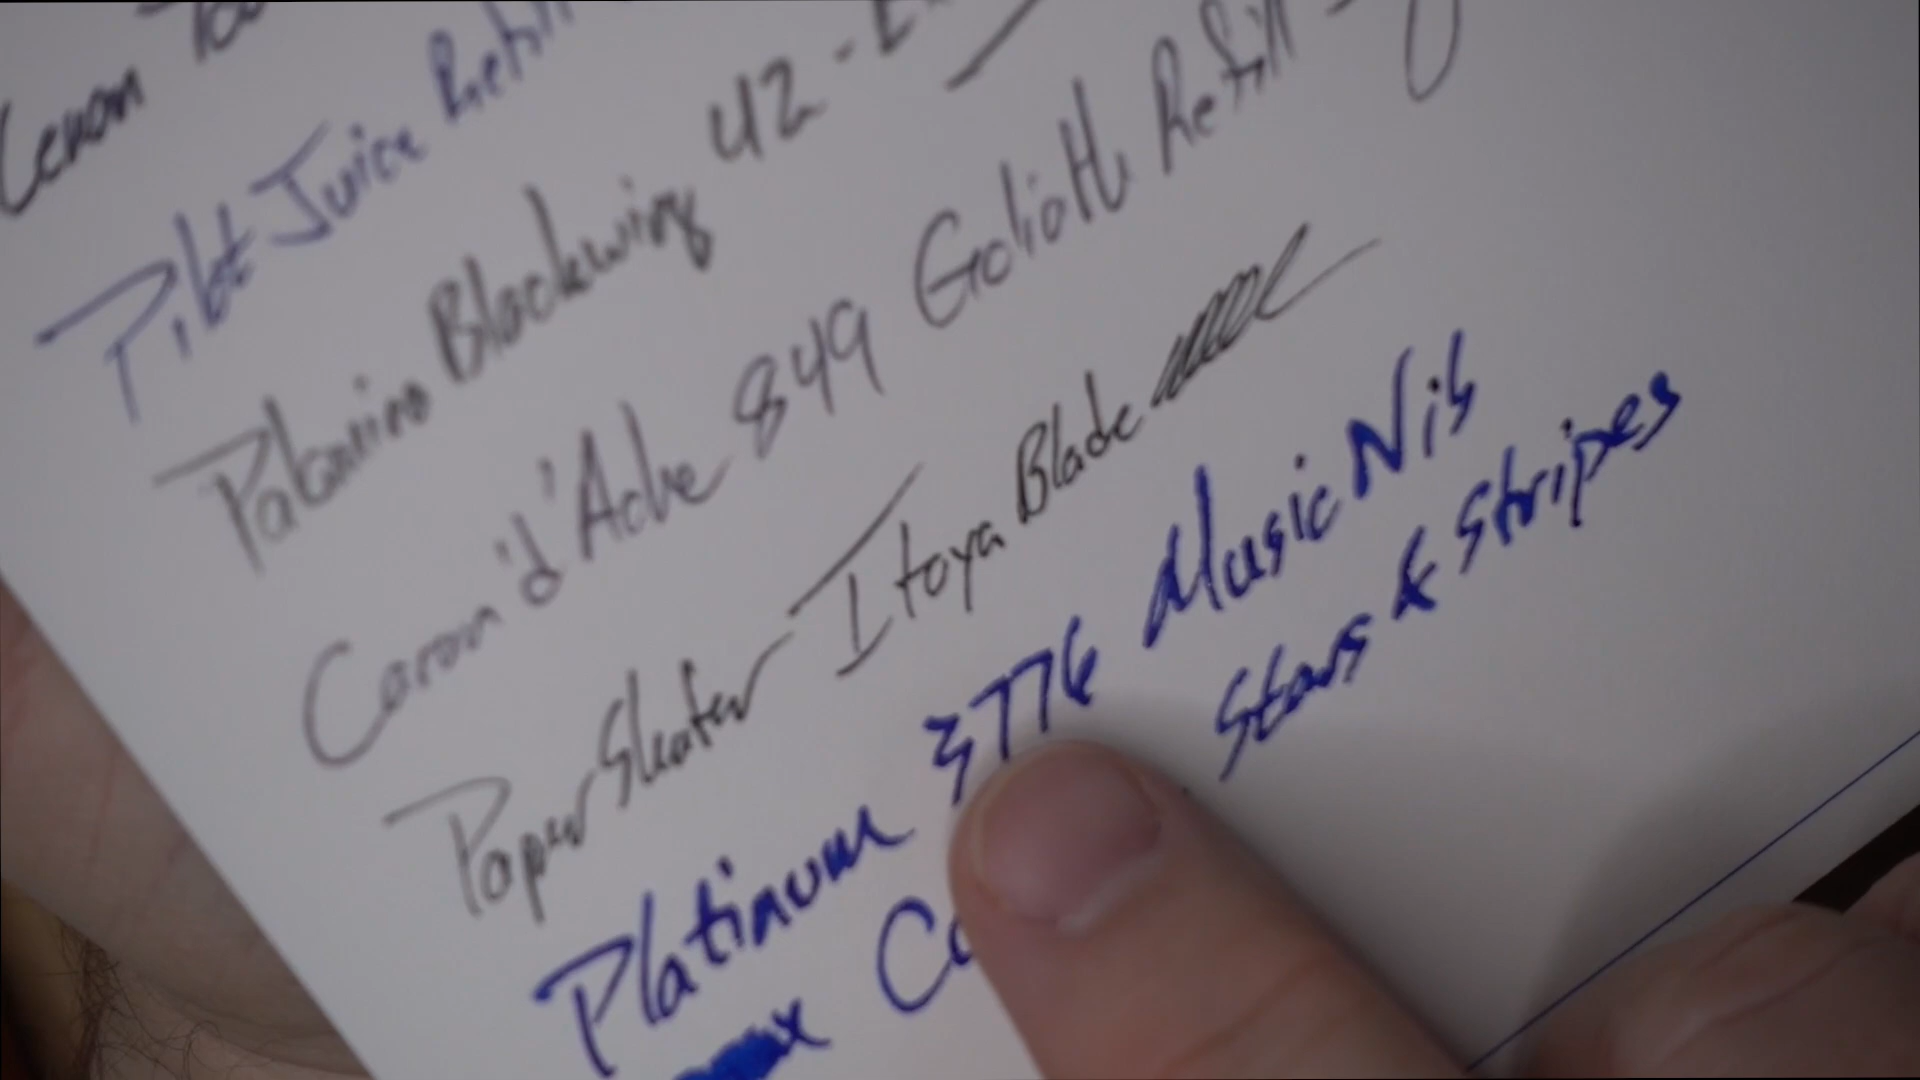 Pilot Juice Refill
Palomino Blackwing 42 -
Caran d'Ache 849 Goliath Refill
Paper Skater Itoya Blade
Platinum 3776 Music Nib
Stars & Stripes